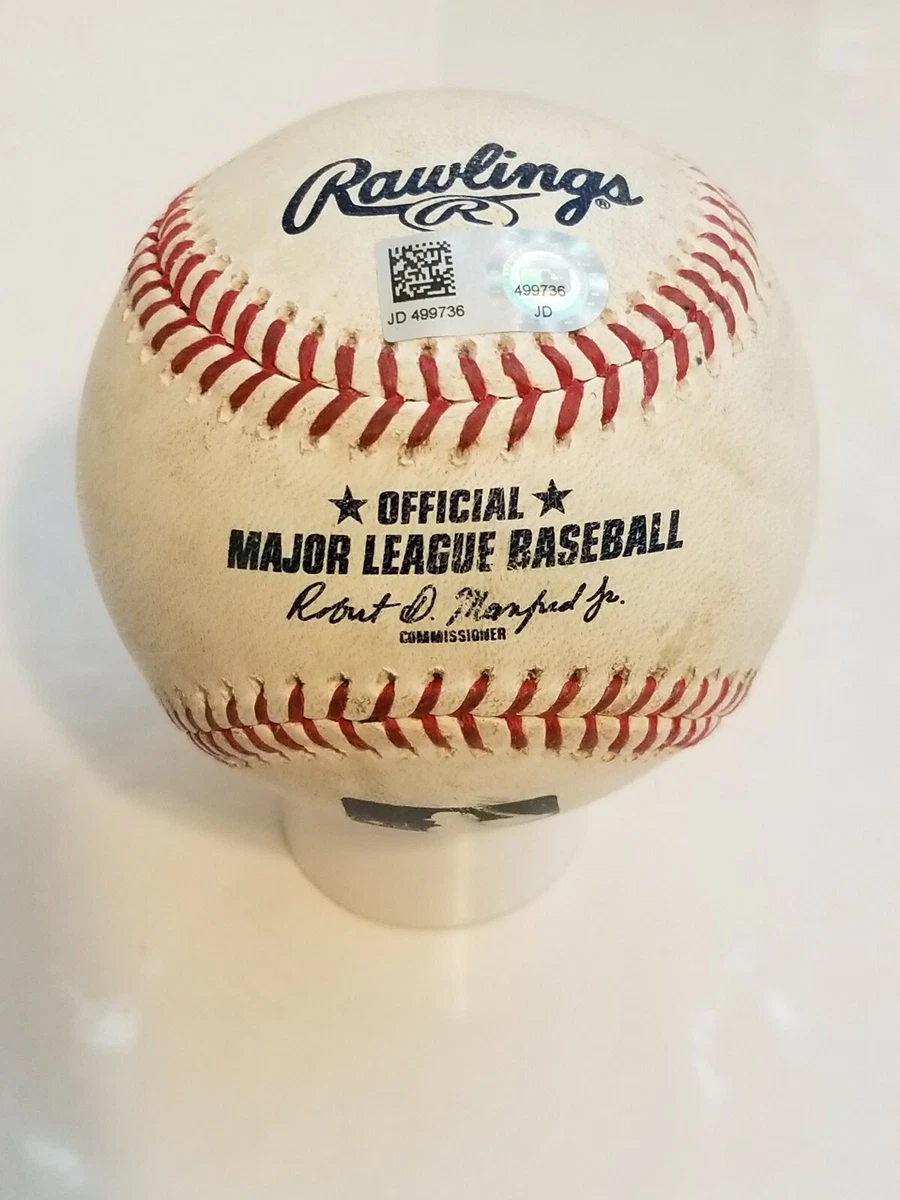 Rawlings®
R
499736
JD
JD 499736
★ OFFICIAL ★
MAJOR LEAGUE BASEBALL
Robert D. Manfred Jr.
COMMISSIONER